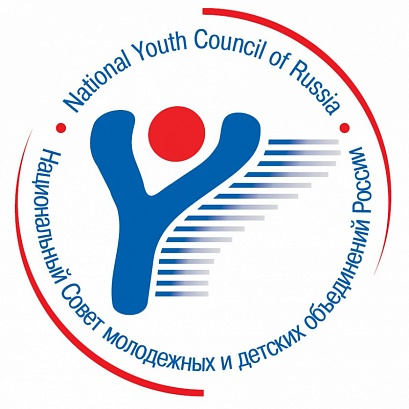 National Youth Council of Russia
Национальный Совет молодежных и детских объединений России